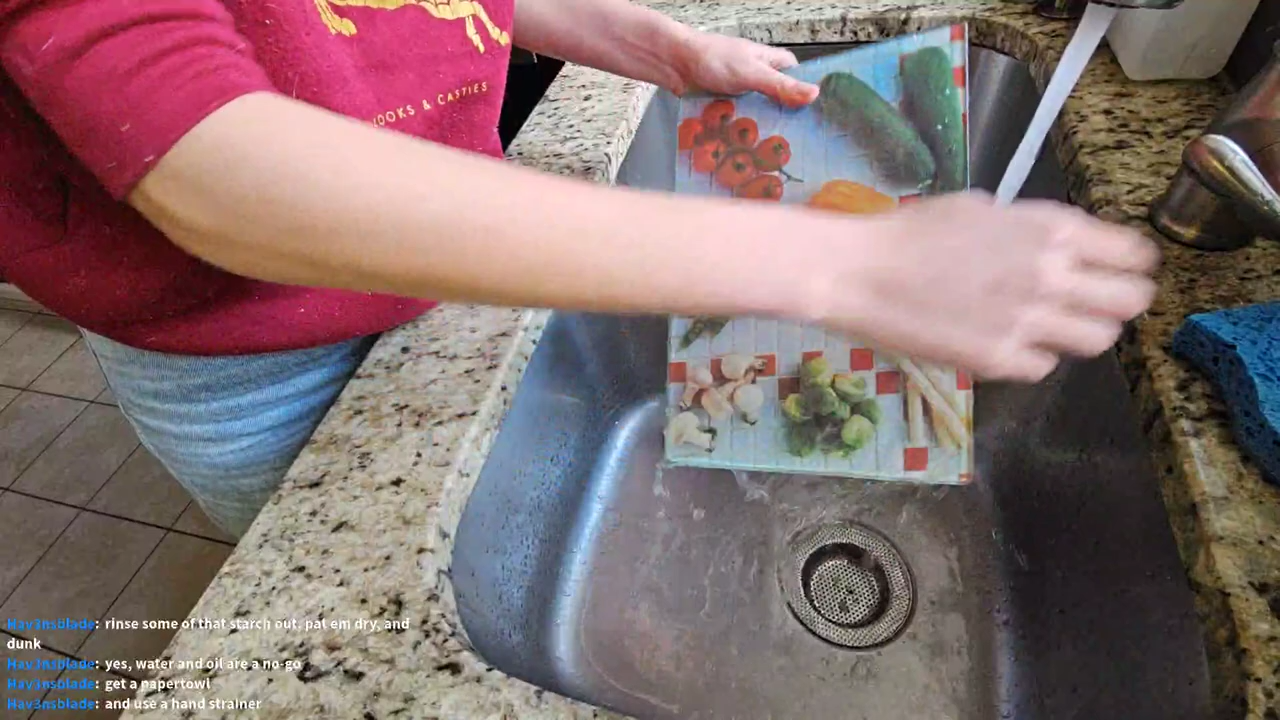 OOKS & CASTLES
Hav3nsblade: rinse some of that starch out, pat em dry, and
dunk
Hav3nsblade: yes, water and oil are a no-go
Hav3nsblade: get a papertowl
Hav3nsblade: and use a hand strainer